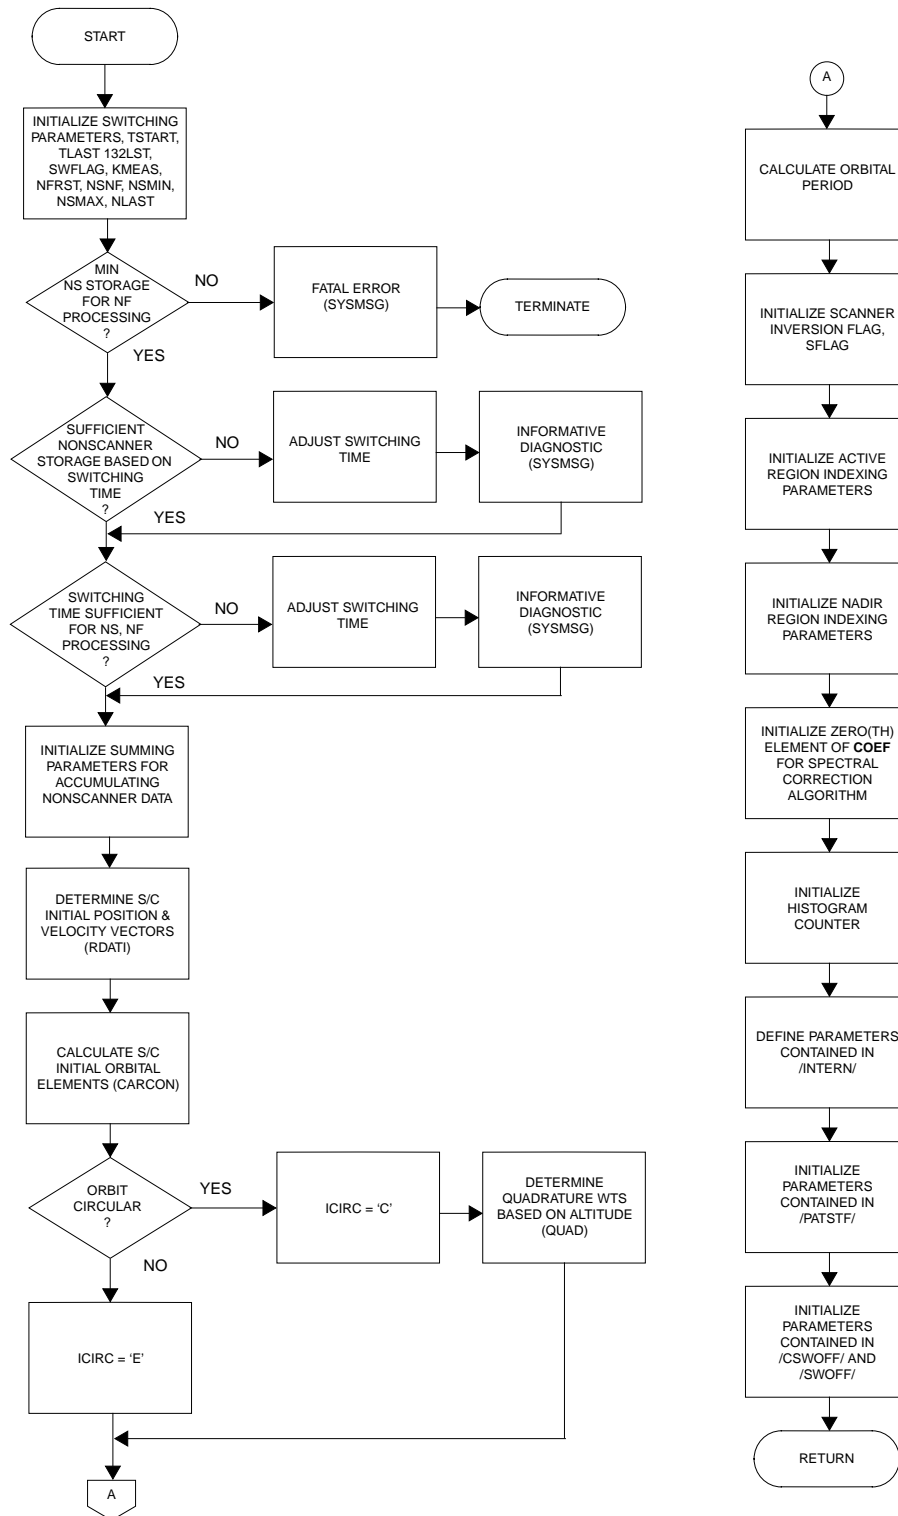 START
INITIALIZE SWITCHING
PARAMETERS, TSTART,
TLAST 132LST,
SWFLAG, KMEAS,
NFRST, NSNF, NSMIN,
NSMAX, NLAST
MIN
NS STORAGE
FOR NF
PROCESSING
?
NO
YES
FATAL ERROR
(SYSMSG)
TERMINATE
SUFFICIENT
NONSCANNER
STORAGE BASED ON
SWITCHING
TIME
?
NO
YES
ADJUST SWITCHING
TIME
INFORMATIVE
DIAGNOSTIC
(SYSMSG)
SWITCHING
TIME SUFFICIENT
FOR NS, NF
PROCESSING
?
NO
YES
ADJUST SWITCHING
TIME
INFORMATIVE
DIAGNOSTIC
(SYSMSG)
INITIALIZE SUMMING
PARAMETERS FOR
ACCUMULATING
NONSCANNER DATA
DETERMINE S/C
INITIAL POSITION &
VELOCITY VECTORS
(RDATI)
CALCULATE S/C
INITIAL ORBITAL
ELEMENTS (CARCON)
ORBIT
CIRCULAR
?
YES
NO
ICIRC = ‘C’
DETERMINE
QUADRATURE WTS
BASED ON ALTITUDE
(QUAD)
ICIRC = ‘E’
A
A
CALCULATE ORBITAL
PERIOD
INITIALIZE SCANNER
INVERSION FLAG,
SFLAG
INITIALIZE ACTIVE
REGION INDEXING
PARAMETERS
INITIALIZE NADIR
REGION INDEXING
PARAMETERS
INITIALIZE ZERO(TH)
ELEMENT OF COEF
FOR SPECTRAL
CORRECTION
ALGORITHM
INITIALIZE
HISTOGRAM
COUNTER
DEFINE PARAMETERS
CONTAINED IN
/INTERN/
INITIALIZE
PARAMETERS
CONTAINED IN
/PATSTF/
INITIALIZE
PARAMETERS
CONTAINED IN
/CSWOFF/ AND
/SWOFF/
RETURN